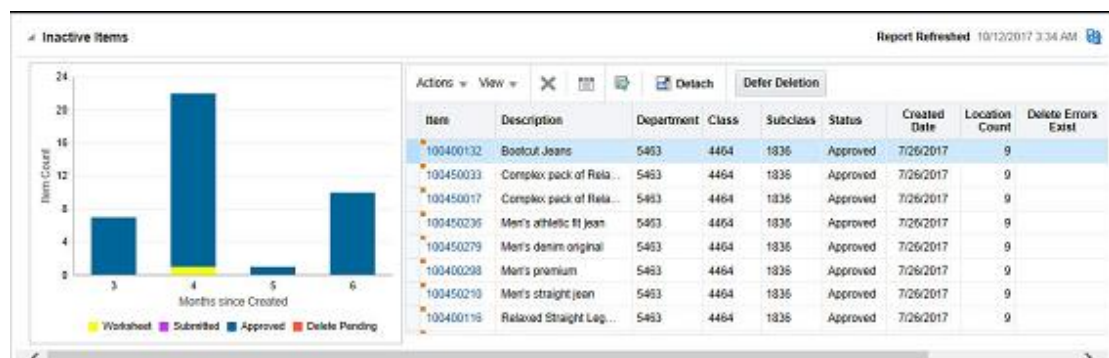 Inactive Items
Report Refreshed 10/12/2017 3:34 AM
24
20
16
12
8
4
0
Item Count
3 4 5 6
Months since Created
Worksheet Submitted Approved Delete Pending
Actions View Detach Defer Deletion
Item Description Department Class Subclass Status Created Date Location Count Delete Errors Exist
100400132 Bootcut Jeans 5463 4464 1836 Approved 7/26/2017 9
100450033 Complex pack of Rela... 5463 4464 1836 Approved 7/26/2017 9
100450017 Complex pack of Rela... 5463 4464 1836 Approved 7/26/2017 9
100450236 Men's athletic fit jean 5463 4464 1836 Approved 7/26/2017 9
100450279 Men's denim original 5463 4464 1836 Approved 7/26/2017 9
100400298 Men's premium 5463 4464 1836 Approved 7/26/2017 9
100450210 Men's straight jean 5463 4464 1836 Approved 7/26/2017 9
100400116 Relaxed Straight Leg... 5463 4464 1836 Approved 7/26/2017 9